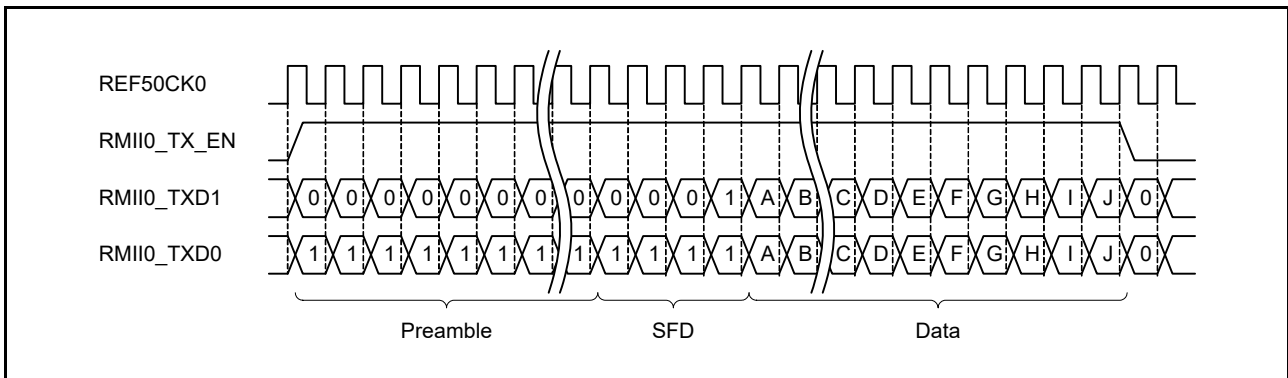 REF50CK0
RMII0_TX_EN
RMII0_TXD1 0 0 0 0 0 0 0 0 0 0 0 1 A B C D E F G H I J 0
RMII0_TXD0 1 1 1 1 1 1 1 1 1 1 1 1 A B C D E F G H I J 0
Preamble SFD Data